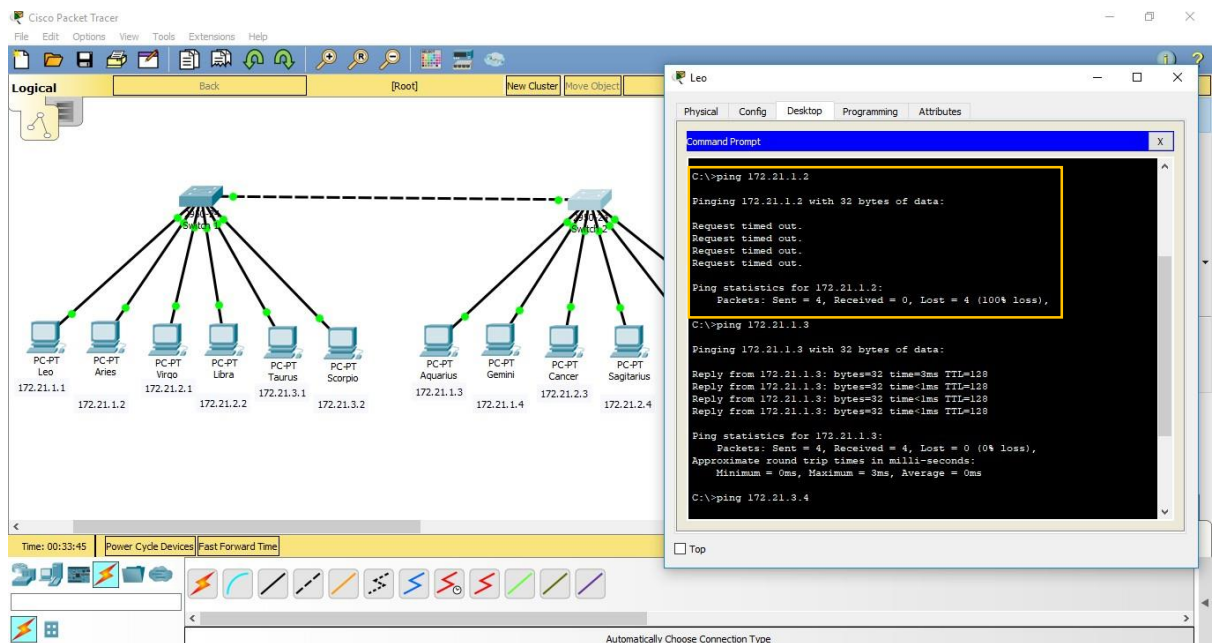 Cisco Packet Tracer
File Edit Options View Tools Extensions Help
Logical
Back
[Root]
New Cluster
Move Object
Switch 1
Switch 2
PC-PT
Leo
172.21.1.1
PC-PT
Aries
172.21.1.2
PC-PT
Virgo
172.21.2.1
PC-PT
Libra
172.21.2.2
PC-PT
Taurus
172.21.3.1
PC-PT
Scorpio
172.21.3.2
PC-PT
Aquarius
172.21.1.3
PC-PT
Gemini
172.21.1.4
PC-PT
Cancer
172.21.2.3
PC-PT
Sagitarius
172.21.2.4
Leo
Physical Config Desktop Programming Attributes
Command Prompt
X
C:\>ping 172.21.1.2
Pinging 172.21.1.2 with 32 bytes of data:
Request timed out.
Request timed out.
Request timed out.
Request timed out.
Ping statistics for 172.21.1.2:
Packets: Sent = 4, Received = 0, Lost = 4 (100% loss),
C:\>ping 172.21.1.3
Pinging 172.21.1.3 with 32 bytes of data:
Reply from 172.21.1.3: bytes=32 time=3ms TTL=128
Reply from 172.21.1.3: bytes=32 time<1ms TTL=128
Reply from 172.21.1.3: bytes=32 time<1ms TTL=128
Reply from 172.21.1.3: bytes=32 time<1ms TTL=128
Ping statistics for 172.21.1.3:
Packets: Sent = 4, Received = 4, Lost = 0 (0% loss),
Approximate round trip times in milli-seconds:
Minimum = 0ms, Maximum = 3ms, Average = 0ms
C:\>ping 172.21.3.4
Top
Time: 00:33:45
Power Cycle Devices
Fast Forward Time
Automatically Choose Connection Type